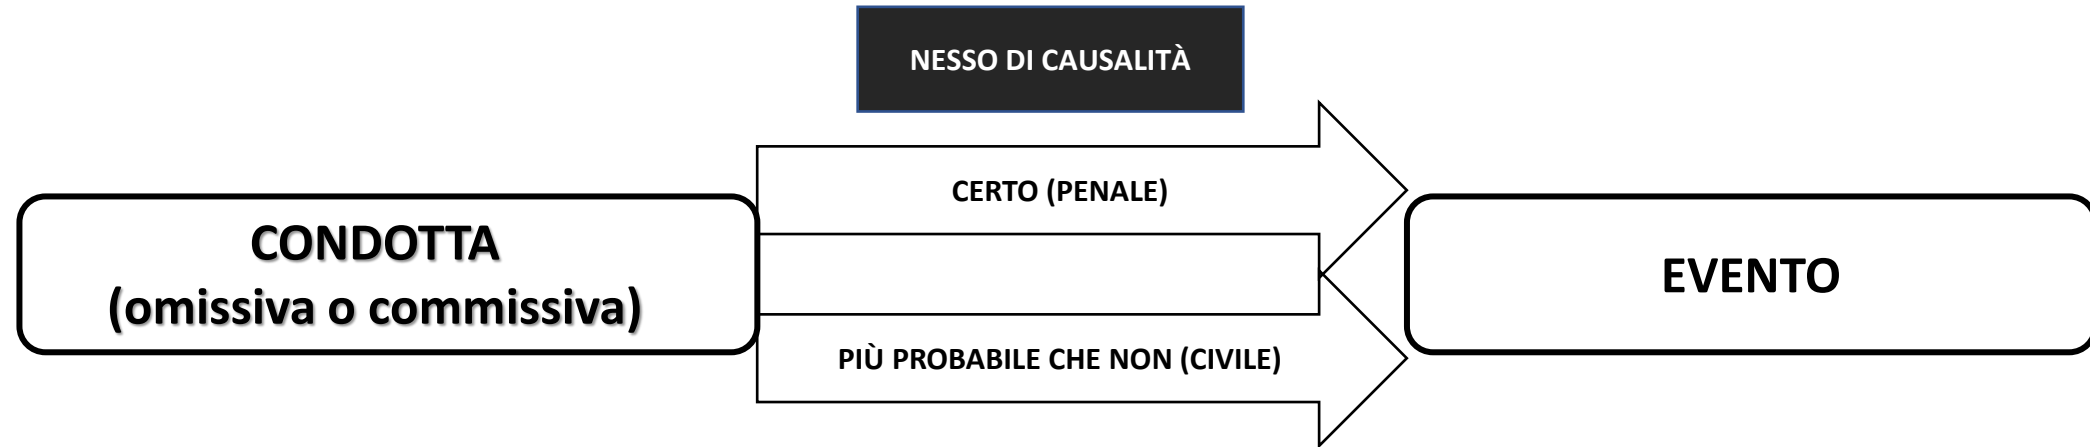 NESSO DI CAUSALITÀ
CERTO (PENALE)
CONDOTTA
(omissiva o commissiva)
EVENTO
PIÙ PROBABILE CHE NON (CIVILE)